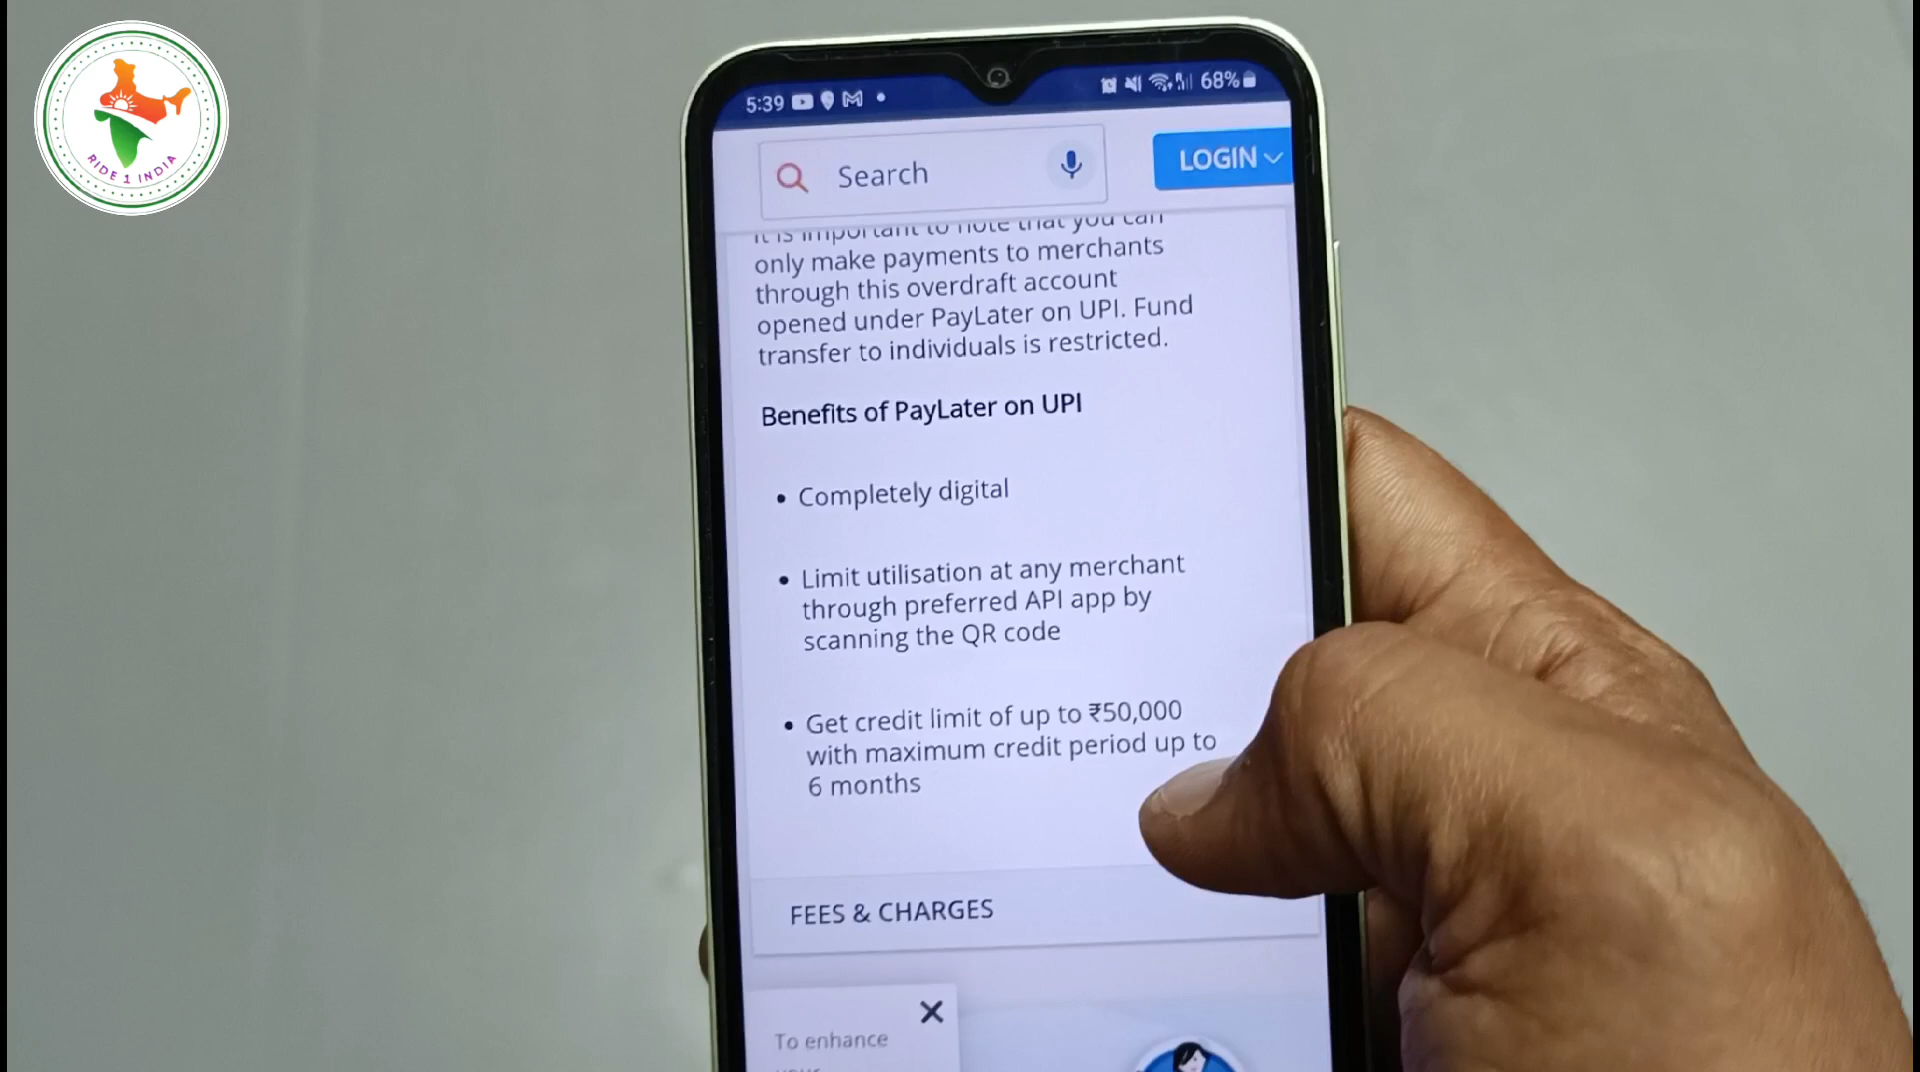 RIDE 1 INDIA
5:39
68%
Search
LOGIN
It is important to note that you can
only make payments to merchants
through this overdraft account
opened under PayLater on UPI. Fund
transfer to individuals is restricted.
Benefits of PayLater on UPI
• Completely digital
• Limit utilisation at any merchant
through preferred API app by
scanning the QR code
• Get credit limit of up to ₹50,000
with maximum credit period up to
6 months
FEES & CHARGES
To enhance